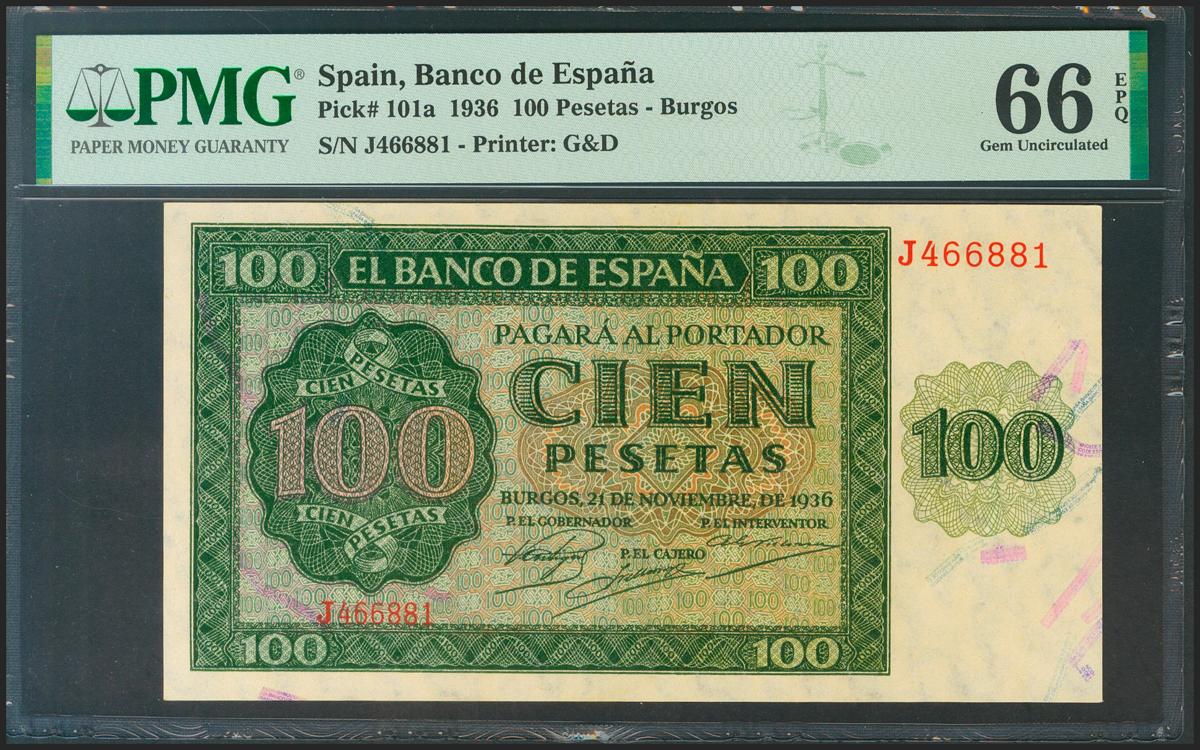 PMG®
PAPER MONEY GUARANTY
Spain, Banco de España
Pick# 101a 1936 100 Pesetas - Burgos
S/N J466881 - Printer: G&D
66
EPQ
Gem Uncirculated
100 EL BANCO DE ESPAÑA 100
J466881
PAGARÁ AL PORTADOR
CIEN
PESETAS
CIEN PESETAS
100
CIEN PESETAS
100
BURGOS, 21 DE NOVIEMBRE, DE 1936
P. EL GOBERNADOR P. EL INTERVENTOR
P. EL CAJERO
J466881
100 100